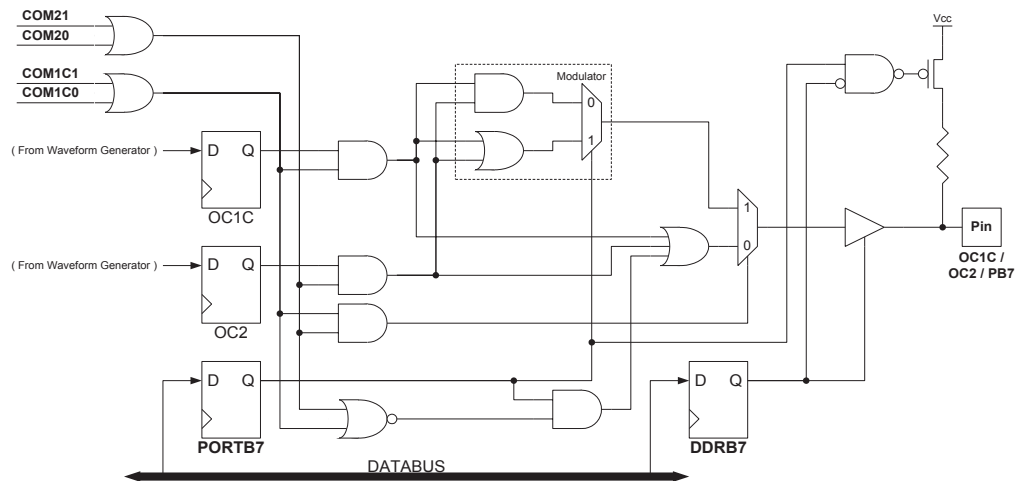 COM21
COM20
COM1C1
COM1C0
Vcc
Modulator
0
1
( From Waveform Generator )
D Q
OC1C
1
0
Pin
OC1C /
OC2 / PB7
( From Waveform Generator )
D Q
OC2
D Q
PORTB7
D Q
DDRB7
DATABUS